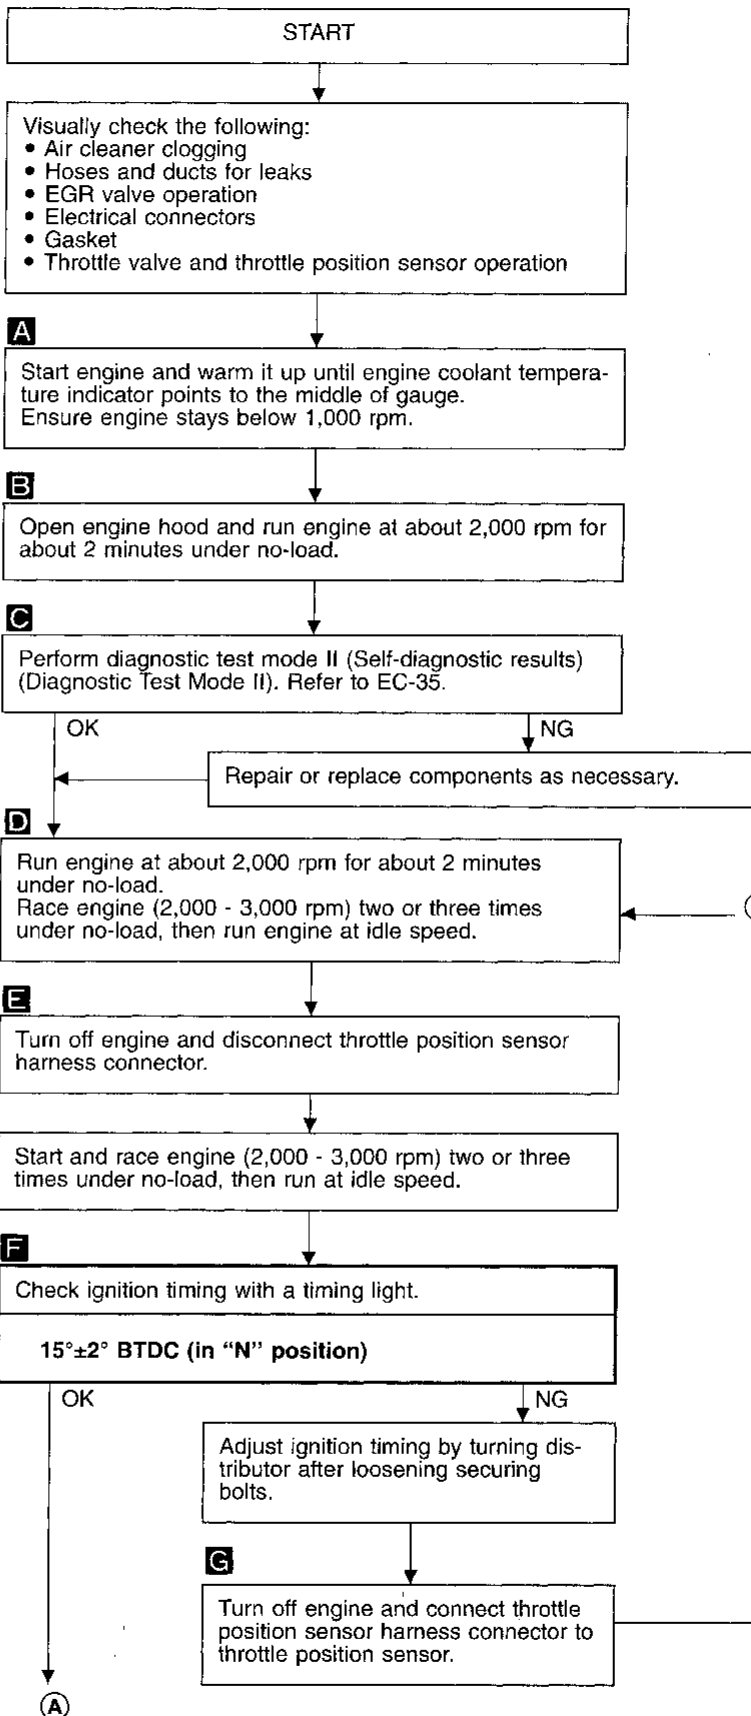 START
Visually check the following:
• Air cleaner clogging
• Hoses and ducts for leaks
• EGR valve operation
• Electrical connectors
• Gasket
• Throttle valve and throttle position sensor operation
A
Start engine and warm it up until engine coolant tempera-
ture indicator points to the middle of gauge.
Ensure engine stays below 1,000 rpm.
B
Open engine hood and run engine at about 2,000 rpm for
about 2 minutes under no-load.
C
Perform diagnostic test mode II (Self-diagnostic results)
(Diagnostic Test Mode II). Refer to EC-35.
OK
NG
Repair or replace components as necessary.
D
Run engine at about 2,000 rpm for about 2 minutes
under no-load.
Race engine (2,000 - 3,000 rpm) two or three times
under no-load, then run engine at idle speed.
E
Turn off engine and disconnect throttle position sensor
harness connector.
Start and race engine (2,000 - 3,000 rpm) two or three
times under no-load, then run at idle speed.
F
Check ignition timing with a timing light.
15°±2° BTDC (in “N” position)
OK
NG
Adjust ignition timing by turning dis-
tributor after loosening securing
bolts.
G
Turn off engine and connect throttle
position sensor harness connector to
throttle position sensor.
A